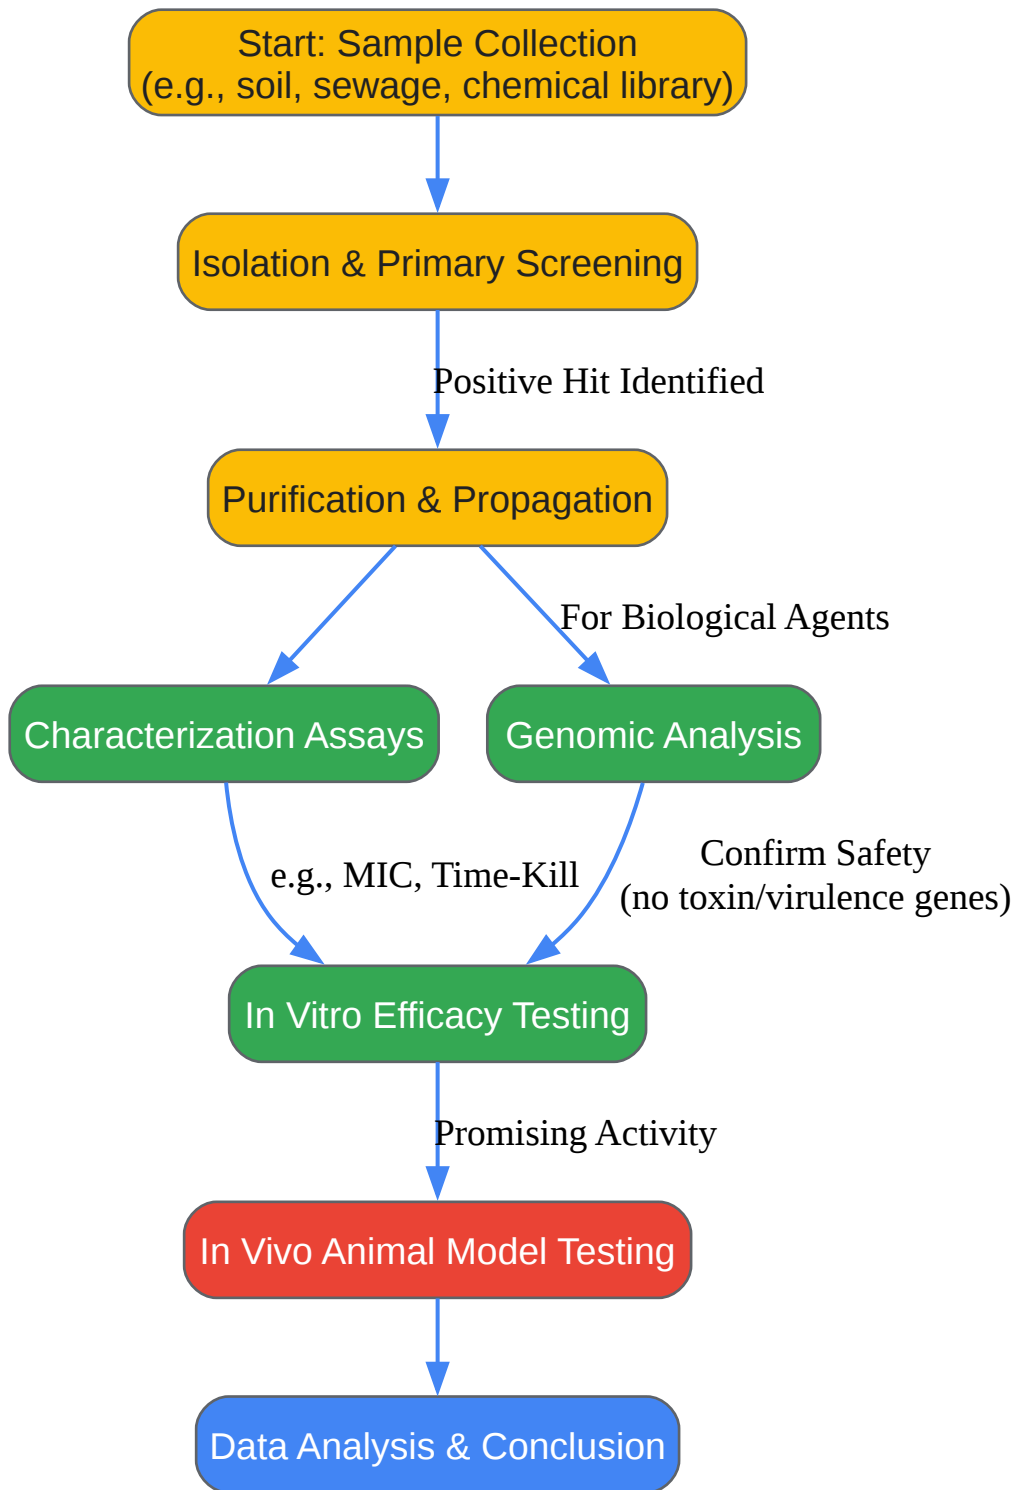 Start: Sample Collection
(e.g., soil, sewage, chemical library)
Isolation & Primary Screening
Positive Hit Identified
Purification & Propagation
For Biological Agents
Characterization Assays
Genomic Analysis
e.g., MIC, Time-Kill
Confirm Safety
(no toxin/virulence genes)
In Vitro Efficacy Testing
Promising Activity
In Vivo Animal Model Testing
Data Analysis & Conclusion